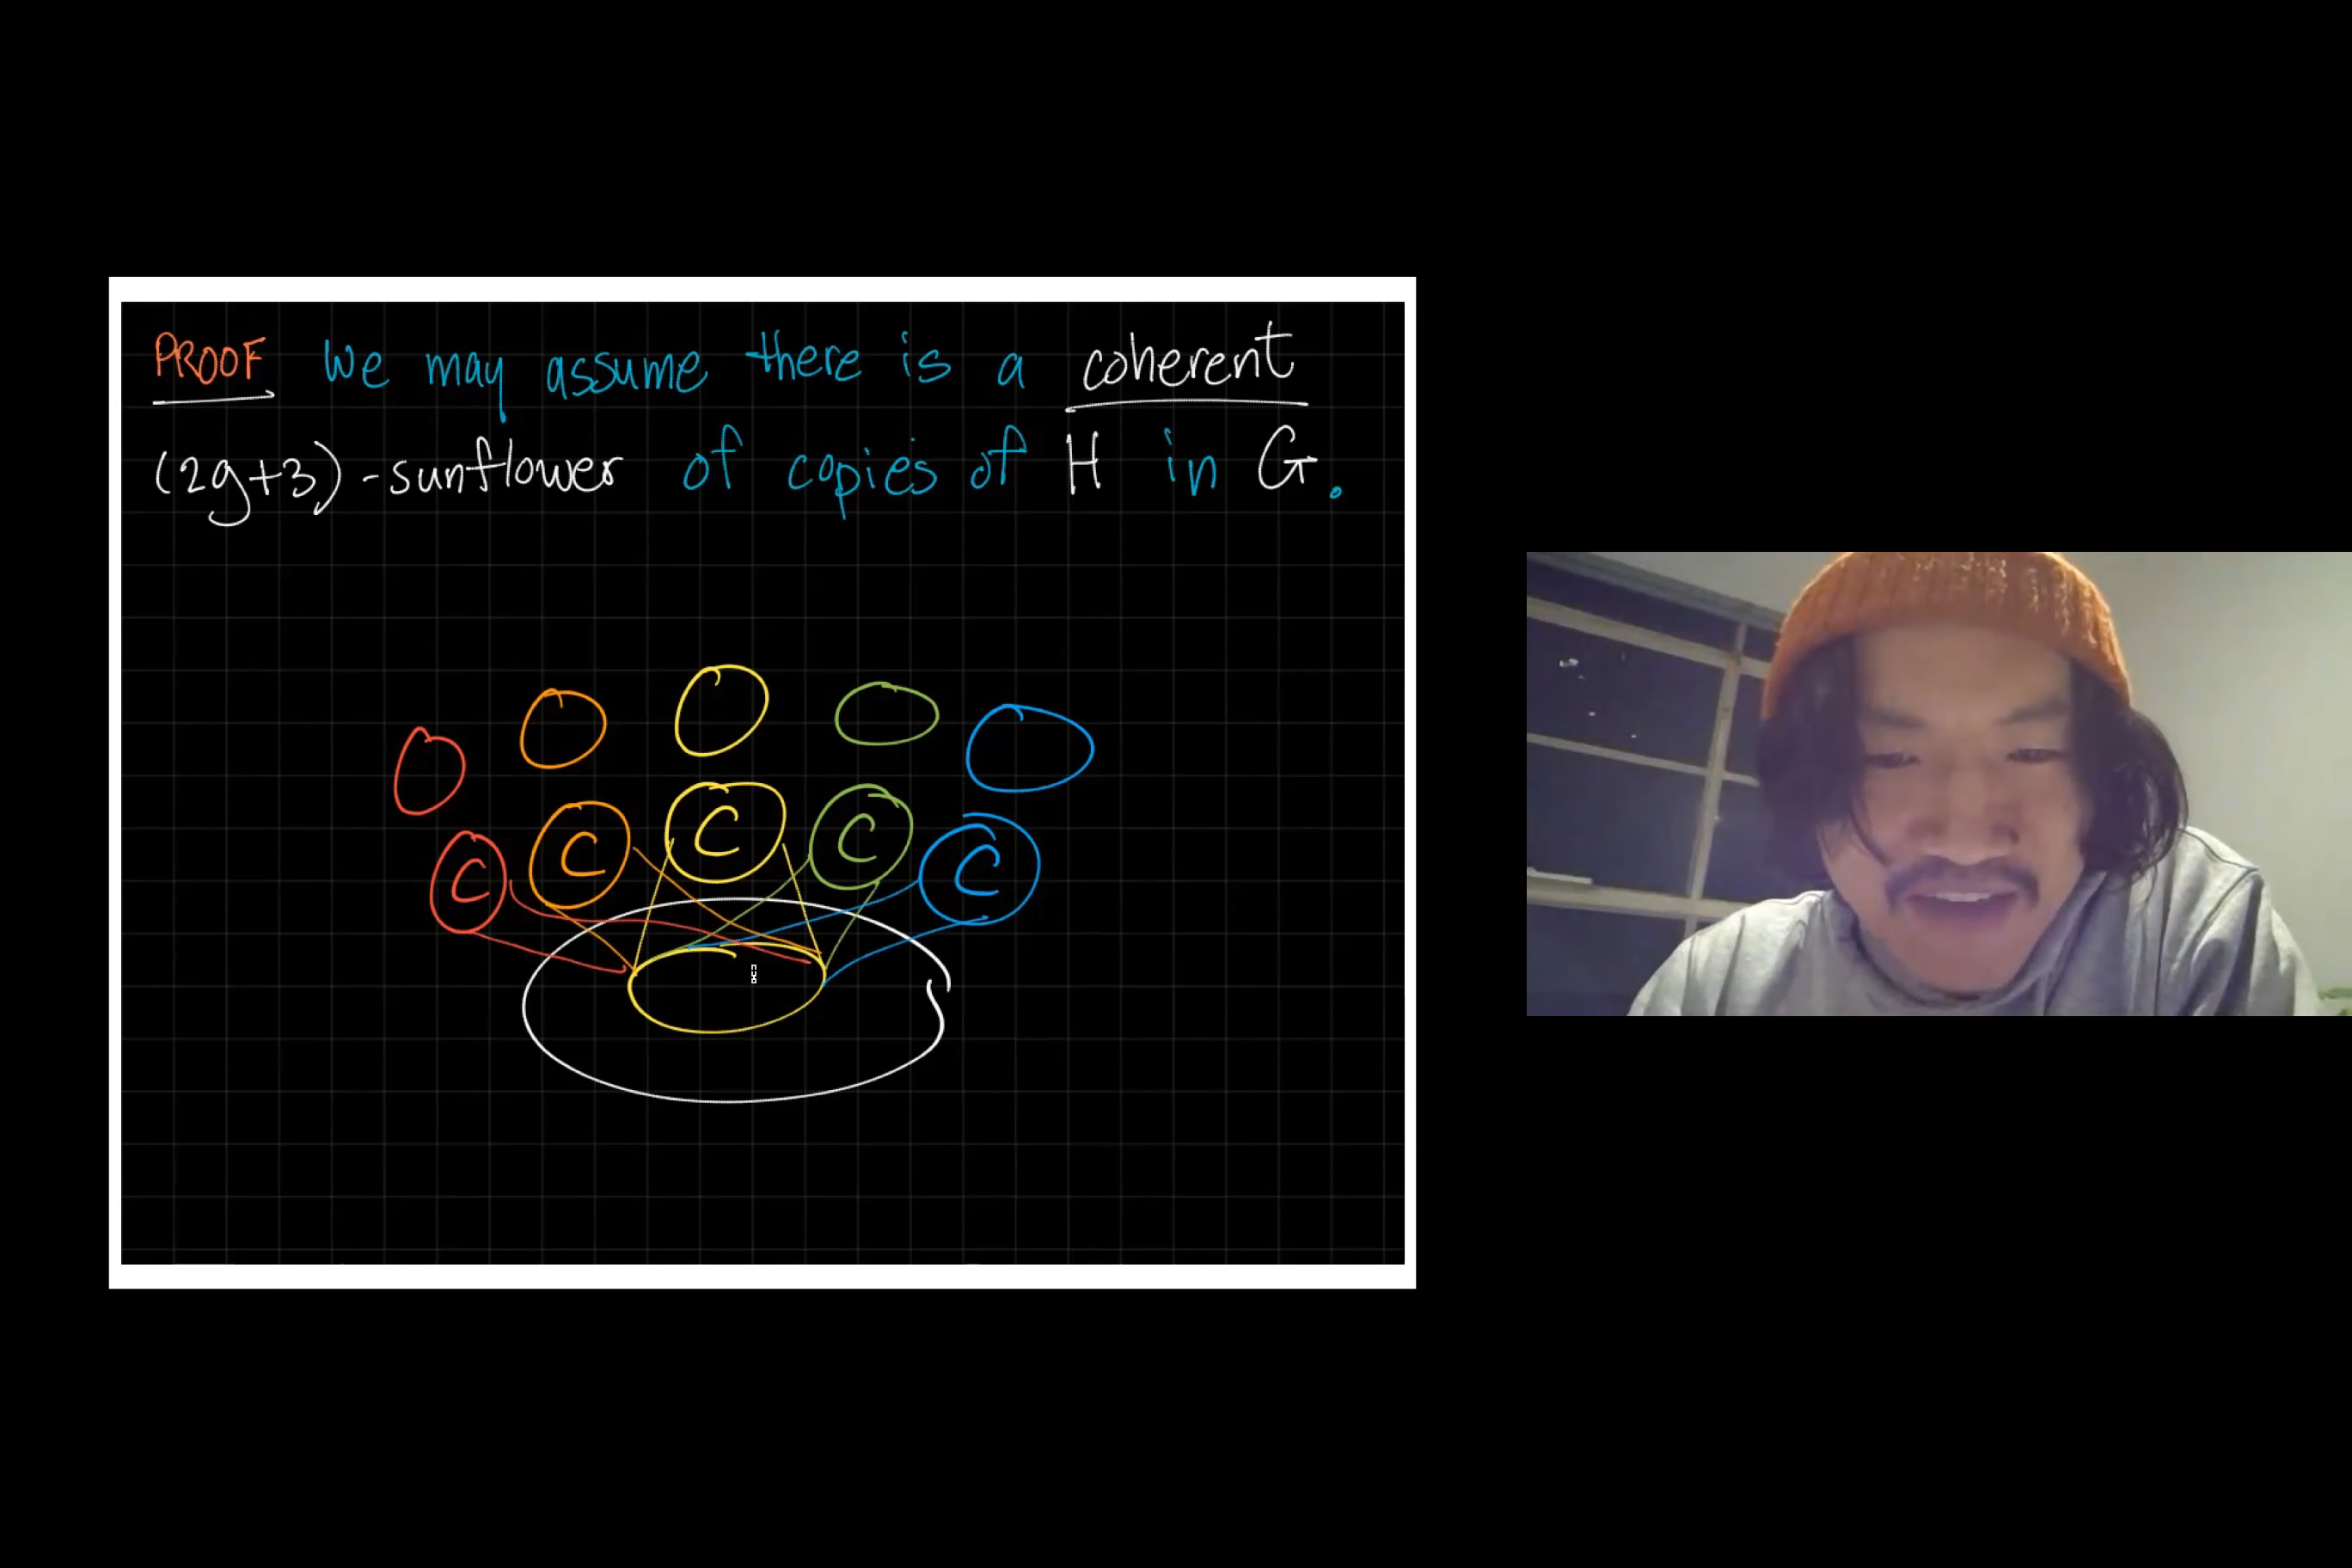 PROOF We may assume there is a coherent
(2g+3)-sunflower of copies of H in G.
C C C C C